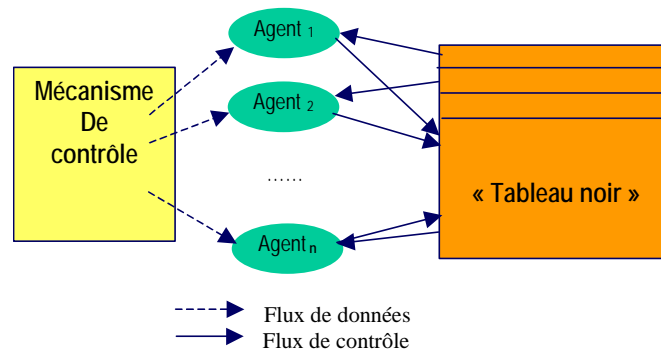 Agent 1
Mécanisme
De
contrôle
Agent 2
......
« Tableau noir »
Agent n
Flux de données
Flux de contrôle